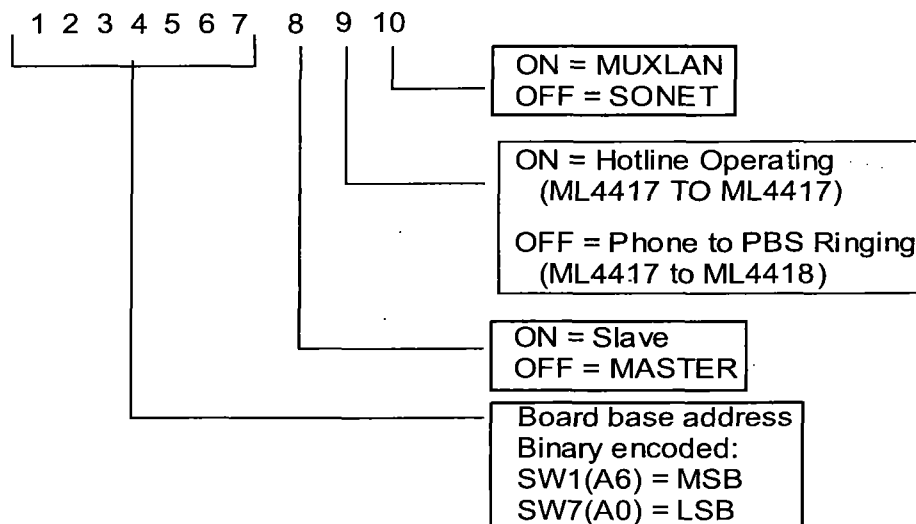 1 2 3 4 5 6 7 8 9 10
ON = MUXLAN
OFF = SONET
ON = Hotline Operating
(ML4417 TO ML4417)
OFF = Phone to PBS Ringing
(ML4417 to ML4418)
ON = Slave
OFF = MASTER
Board base address
Binary encoded:
SW1(A6) = MSB
SW7(A0) = LSB